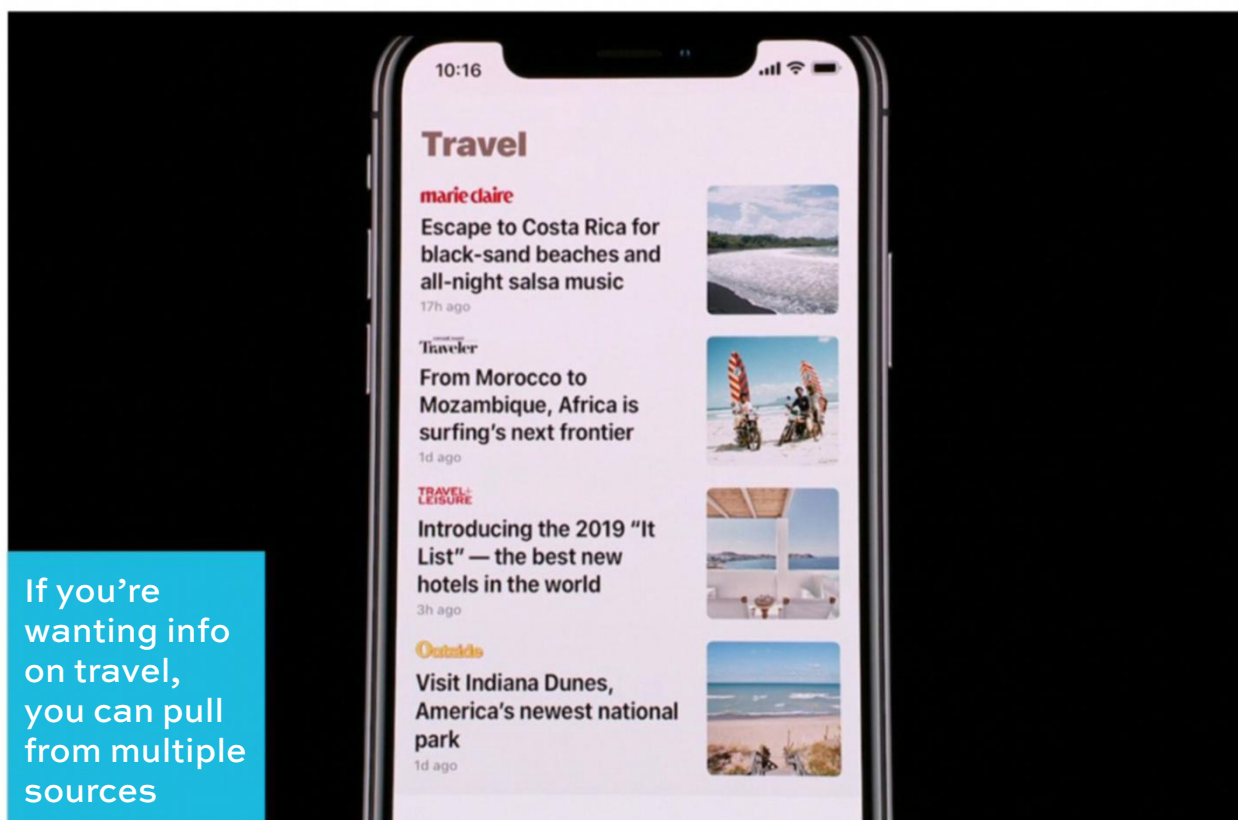 10:16
Travel
marie claire
Escape to Costa Rica for
black-sand beaches and
all-night salsa music
17h ago
Traveler
From Morocco to
Mozambique, Africa is
surfing's next frontier
1d ago
TRAVEL+
LEISURE
Introducing the 2019 “It
List” — the best new
hotels in the world
3h ago
Outside
Visit Indiana Dunes,
America's newest national
park
1d ago
If you’re
wanting info
on travel,
you can pull
from multiple
sources